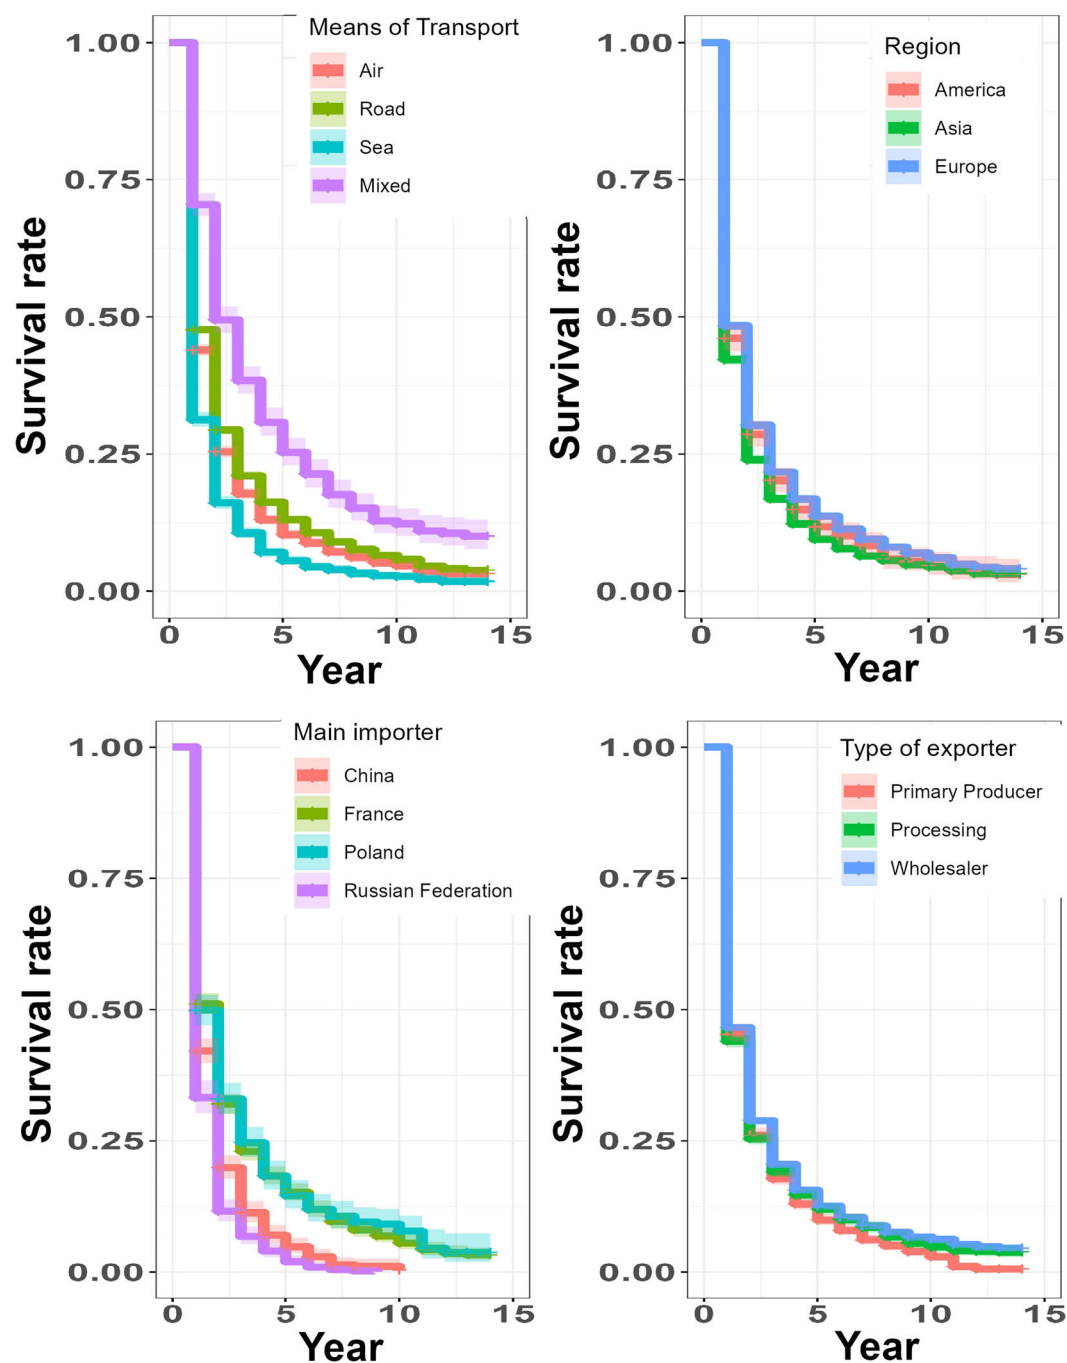 Means of Transport
Air
Road
Sea
Mixed
1.00
0.75
0.50
0.25
0.00
Survival rate
0 5 10 15
Year
Region
America
Asia
Europe
1.00
0.75
0.50
0.25
0.00
Survival rate
0 5 10 15
Year
Main importer
China
France
Poland
Russian Federation
1.00
0.75
0.50
0.25
0.00
Survival rate
0 5 10 15
Year
Type of exporter
Primary Producer
Processing
Wholesaler
1.00
0.75
0.50
0.25
0.00
Survival rate
0 5 10 15
Year